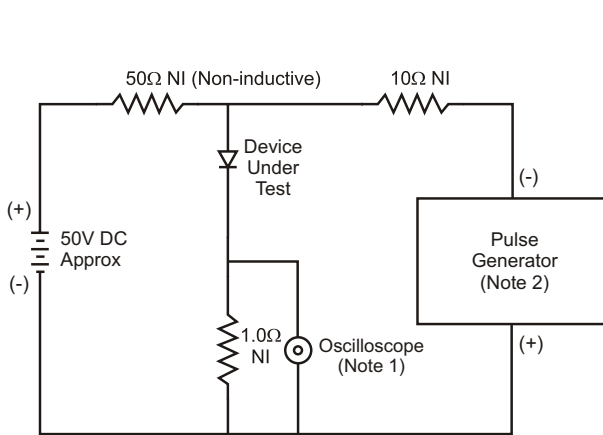 50Ω NI (Non-inductive)
10Ω NI
Device
Under
Test
(-)
(+)
50V DC
Approx
(-)
Pulse
Generator
(Note 2)
1.0Ω
NI
Oscilloscope
(Note 1)
(+)